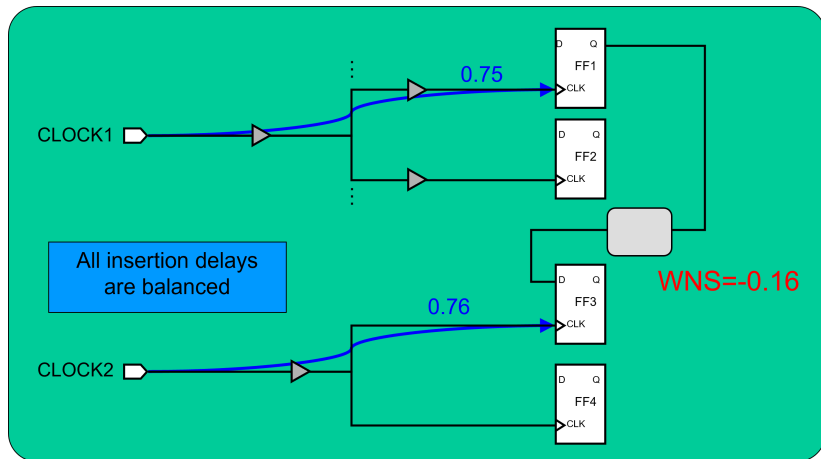 D Q
FF1
CLK
0.75
CLOCK1
D Q
FF2
CLK
All insertion delays
are balanced
D Q
FF3
CLK
WNS=-0.16
0.76
CLOCK2
D Q
FF4
CLK